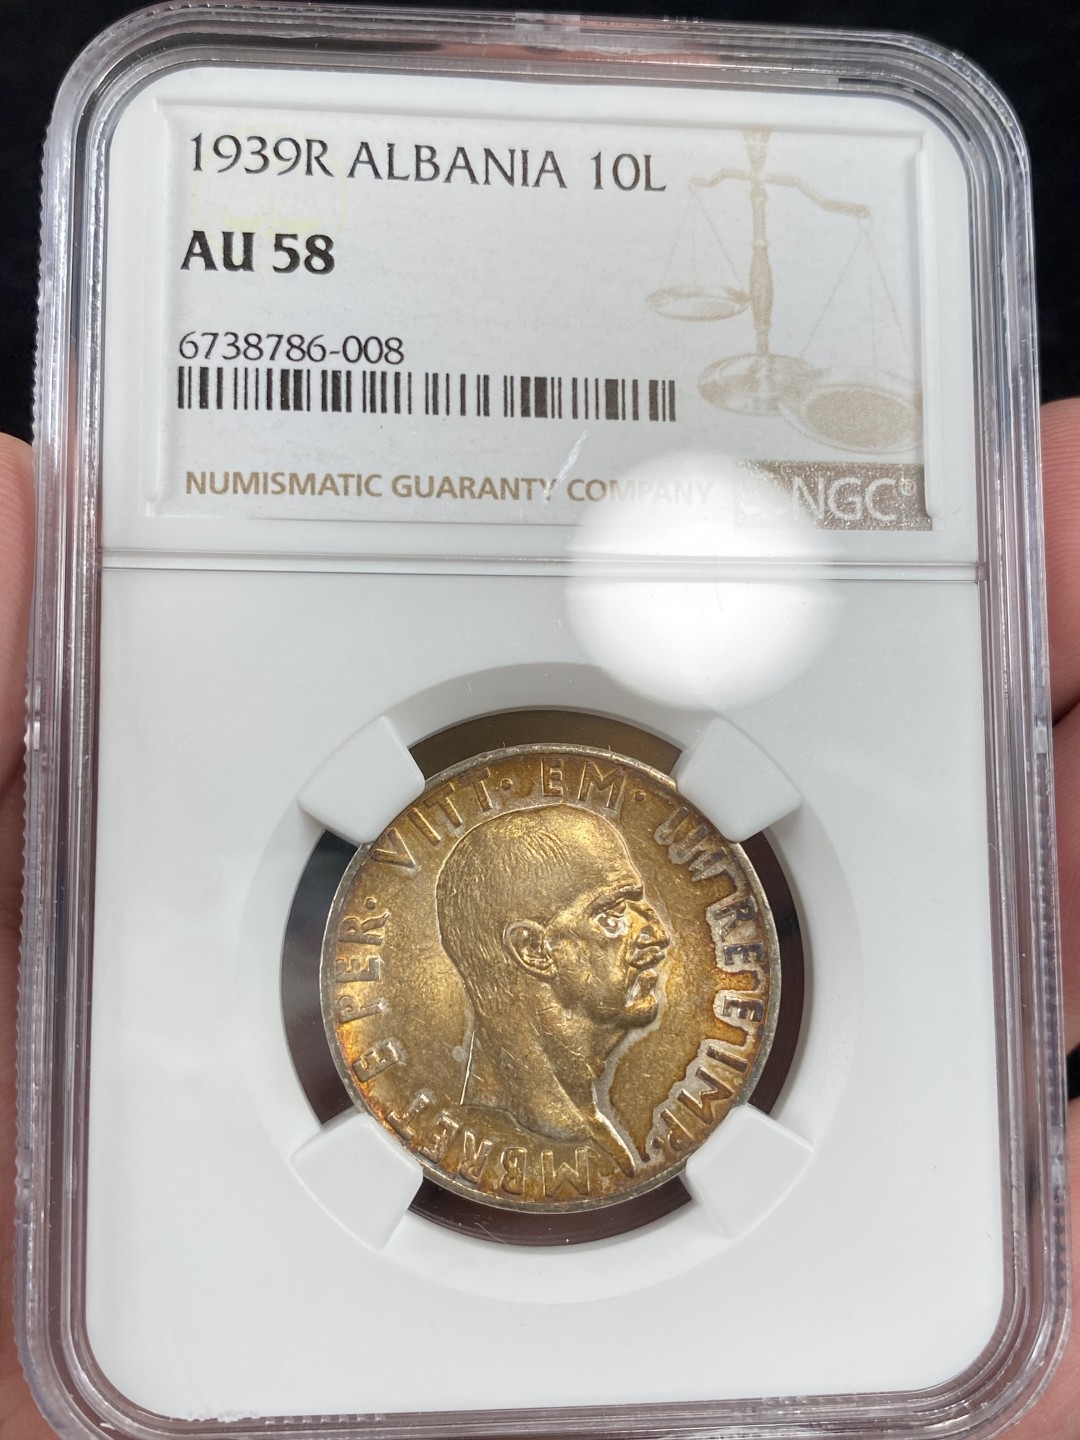 1939R ALBANIA 10L
AU 58
6738786-008
NUMISMATIC GUARANTY COMPANY
NGC®
VITT·EM·III·RE E IMP.
MBRET E PER·